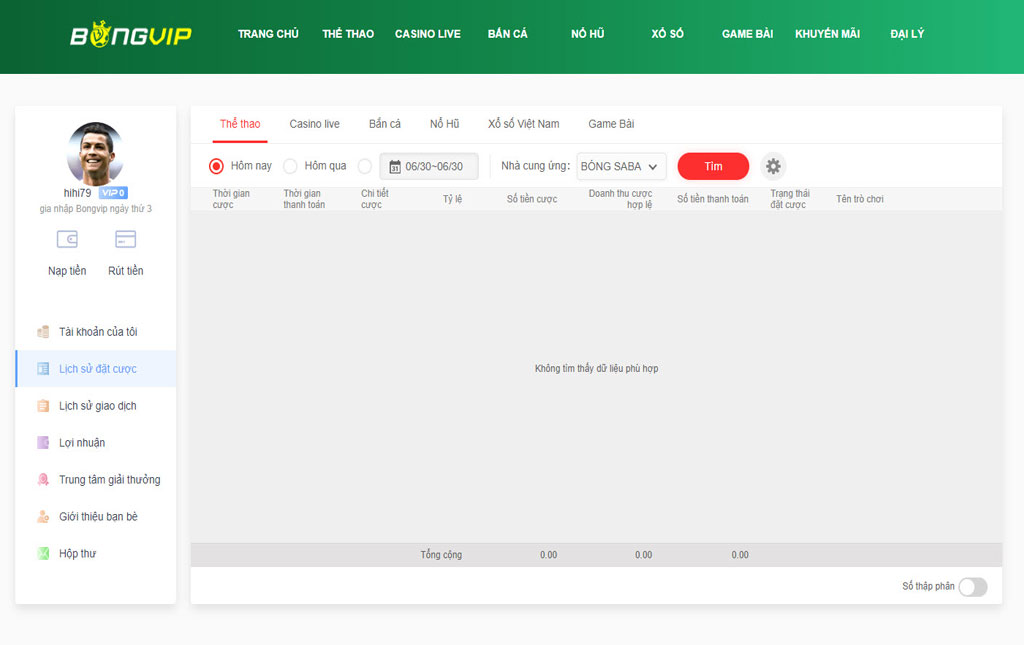 BONGVIP
TRANG CHỦ THỂ THAO CASINO LIVE BẮN CÁ NỔ HŨ XỔ SỐ GAME BÀI KHUYẾN MÃI ĐẠI LÝ
Thể thao Casino live Bắn cá Nổ Hũ Xổ số Việt Nam Game Bài
Hôm nay Hôm qua 31 06/30~06/30 Nhà cung ứng: BÓNG SABA Tìm
hihi79 VIP 0
gia nhập Bongvip ngày thứ 3
Nạp tiền Rút tiền
Tài khoản của tôi
Lịch sử đặt cược
Lịch sử giao dịch
Lợi nhuận
Trung tâm giải thưởng
Giới thiệu bạn bè
Hộp thư
Thời gian cược
Thời gian thanh toán
Chi tiết cược
Tỷ lệ
Số tiền cược
Doanh thu cược hợp lệ
Số tiền thanh toán
Trạng thái đặt cược
Tên trò chơi
Không tìm thấy dữ liệu phù hợp
Tổng cộng 0.00 0.00 0.00
Số thập phân